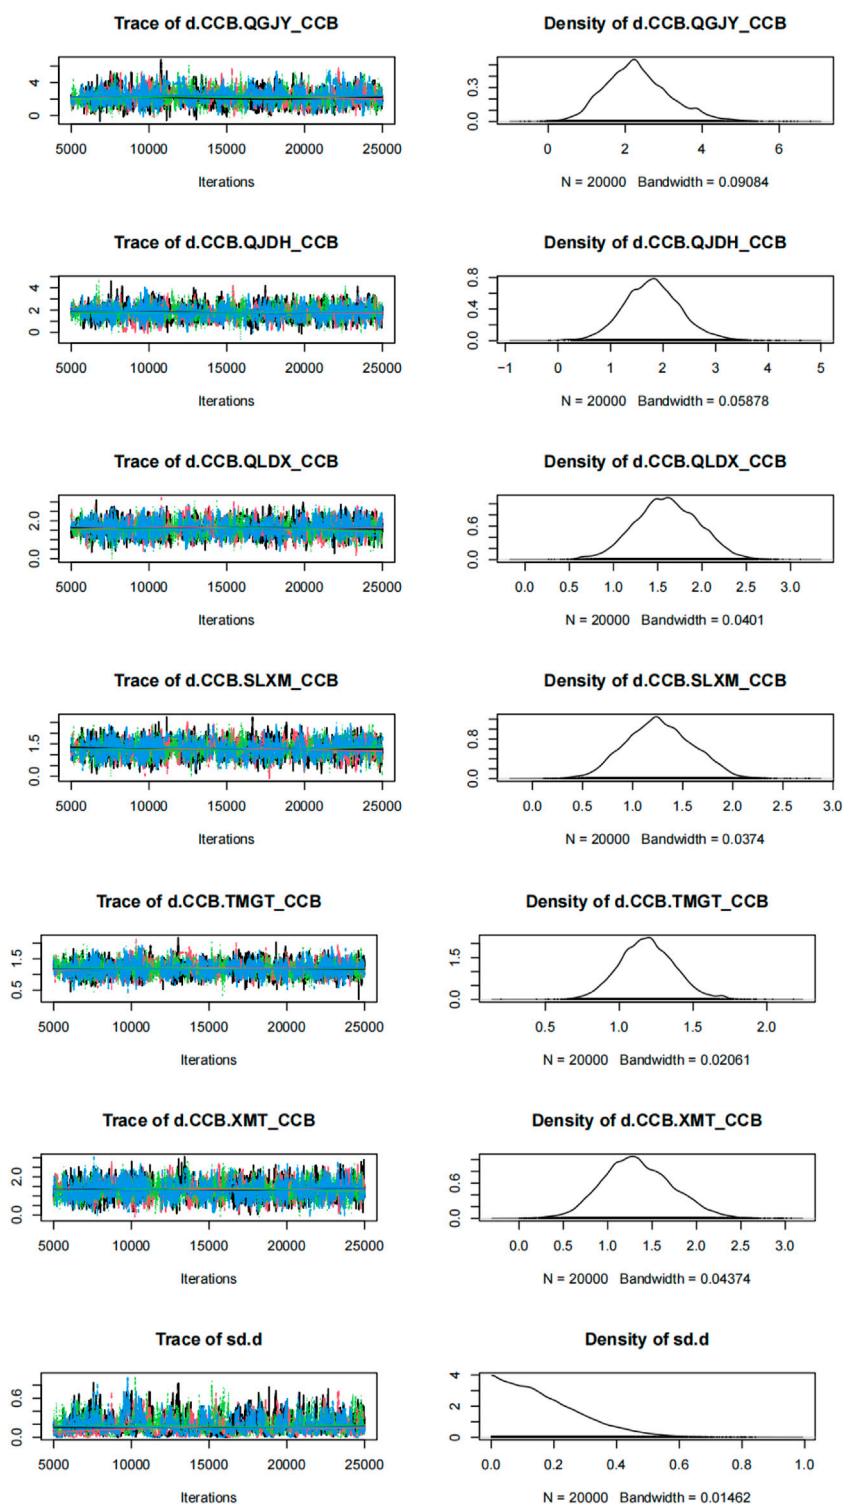 Trace of d.CCB.QGJY_CCB
Density of d.CCB.QGJY_CCB
0 4
0.0 0.3
5000 10000 15000 20000 25000
0 2 4 6
Iterations
N = 20000 Bandwidth = 0.09084
Trace of d.CCB.QJDH_CCB
Density of d.CCB.QJDH_CCB
0 2 4
0.0 0.4 0.8
5000 10000 15000 20000 25000
−1 0 1 2 3 4 5
Iterations
N = 20000 Bandwidth = 0.05878
Trace of d.CCB.QLDX_CCB
Density of d.CCB.QLDX_CCB
0.0 2.0
0.0 0.6
5000 10000 15000 20000 25000
0.0 0.5 1.0 1.5 2.0 2.5 3.0
Iterations
N = 20000 Bandwidth = 0.0401
Trace of d.CCB.SLXM_CCB
Density of d.CCB.SLXM_CCB
0.0 1.5
0.0 0.8
5000 10000 15000 20000 25000
0.0 0.5 1.0 1.5 2.0 2.5 3.0
Iterations
N = 20000 Bandwidth = 0.0374
Trace of d.CCB.TMGT_CCB
Density of d.CCB.TMGT_CCB
0.5 1.5
0.0 1.5
5000 10000 15000 20000 25000
0.5 1.0 1.5 2.0
Iterations
N = 20000 Bandwidth = 0.02061
Trace of d.CCB.XMT_CCB
Density of d.CCB.XMT_CCB
0.0 2.0
0.0 0.6
5000 10000 15000 20000 25000
0.0 0.5 1.0 1.5 2.0 2.5 3.0
Iterations
N = 20000 Bandwidth = 0.04374
Trace of sd.d
Density of sd.d
0.0 0.6
0 2 4
5000 10000 15000 20000 25000
0.0 0.2 0.4 0.6 0.8 1.0
Iterations
N = 20000 Bandwidth = 0.01462